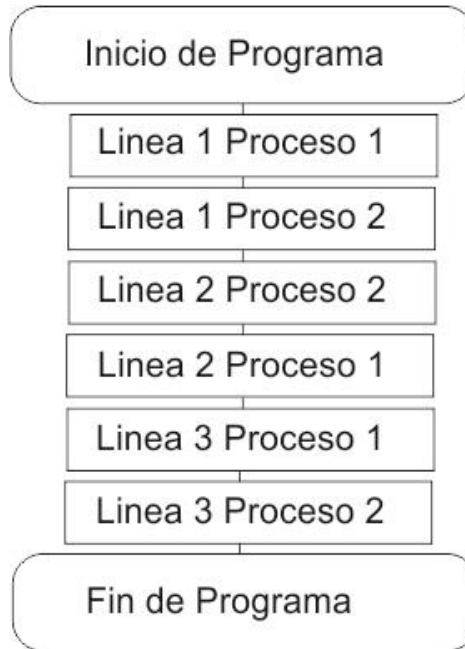 Inicio de Programa
Linea 1 Proceso 1
Linea 1 Proceso 2
Linea 2 Proceso 2
Linea 2 Proceso 1
Linea 3 Proceso 1
Linea 3 Proceso 2
Fin de Programa